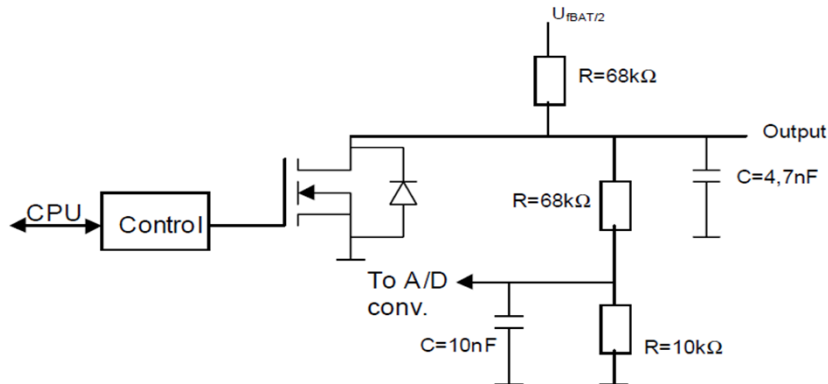 UfBAT/2
R=68kΩ
Output
C=4,7nF
R=68kΩ
CPU
Control
To A/D
conv.
C=10nF
R=10kΩ